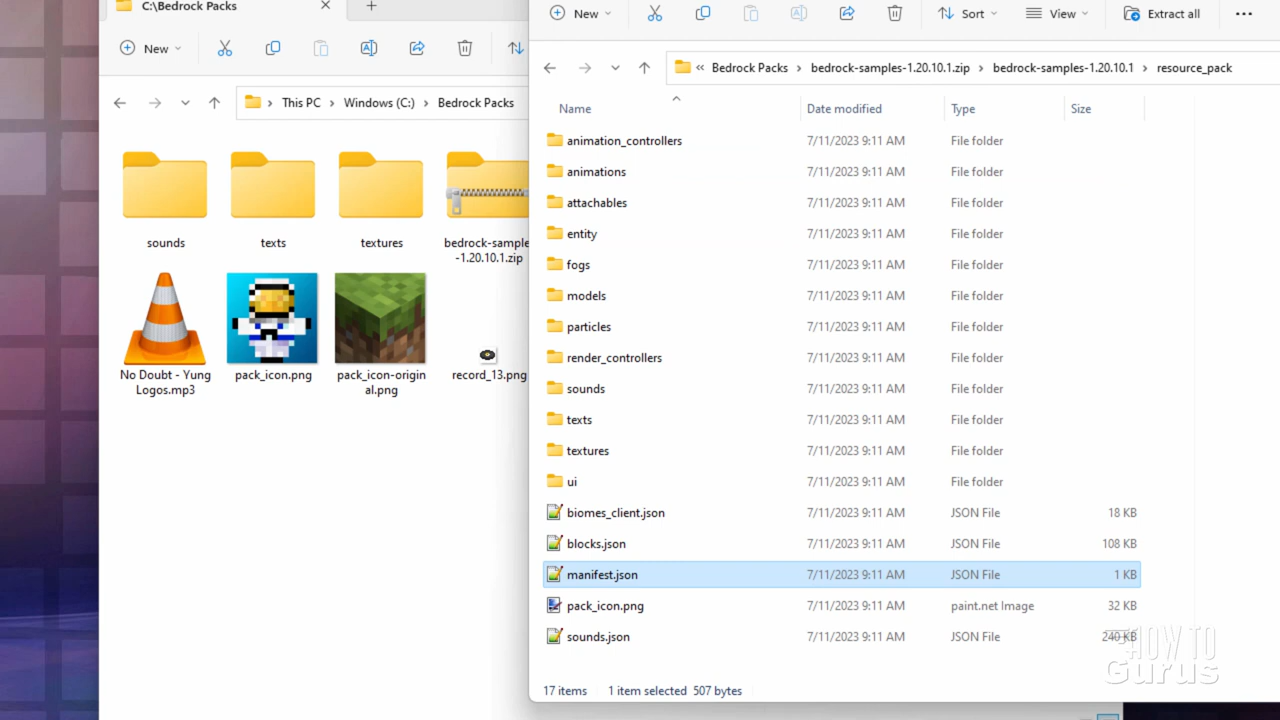 C:\Bedrock Packs
New
This PC
Windows (C:)
Bedrock Packs
sounds
texts
textures
bedrock-sample
-1.20.10.1.zip
No Doubt - Yung
Logos.mp3
pack_icon.png
pack_icon-origin
al.png
record_13.png
New
Sort
View
Extract all
Bedrock Packs
bedrock-samples-1.20.10.1.zip
bedrock-samples-1.20.10.1
resource_pack
Name Date modified Type Size
animation_controllers 7/11/2023 9:11 AM File folder
animations 7/11/2023 9:11 AM File folder
attachables 7/11/2023 9:11 AM File folder
entity 7/11/2023 9:11 AM File folder
fogs 7/11/2023 9:11 AM File folder
models 7/11/2023 9:11 AM File folder
particles 7/11/2023 9:11 AM File folder
render_controllers 7/11/2023 9:11 AM File folder
sounds 7/11/2023 9:11 AM File folder
texts 7/11/2023 9:11 AM File folder
textures 7/11/2023 9:11 AM File folder
ui 7/11/2023 9:11 AM File folder
biomes_client.json 7/11/2023 9:11 AM JSON File 18 KB
blocks.json 7/11/2023 9:11 AM JSON File 108 KB
manifest.json 7/11/2023 9:11 AM JSON File 1 KB
pack_icon.png 7/11/2023 9:11 AM paint.net Image 32 KB
sounds.json 7/11/2023 9:11 AM JSON File 240 KB
17 items 1 item selected 507 bytes
HOW TO
Gurus